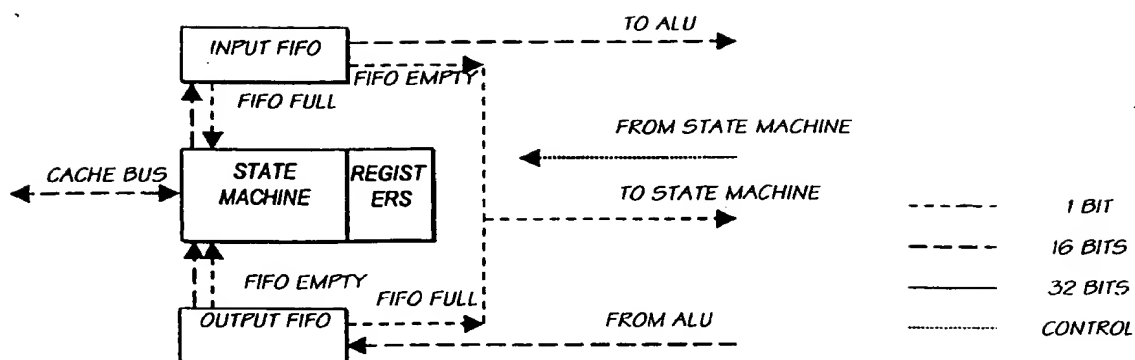 TO ALU
INPUT FIFO
FIFO EMPTY
FIFO FULL
FROM STATE MACHINE
CACHE BUS
STATE
MACHINE
REGIST
ERS
TO STATE MACHINE
1 BIT
16 BITS
FIFO EMPTY
32 BITS
FIFO FULL
OUTPUT FIFO
FROM ALU
CONTROL